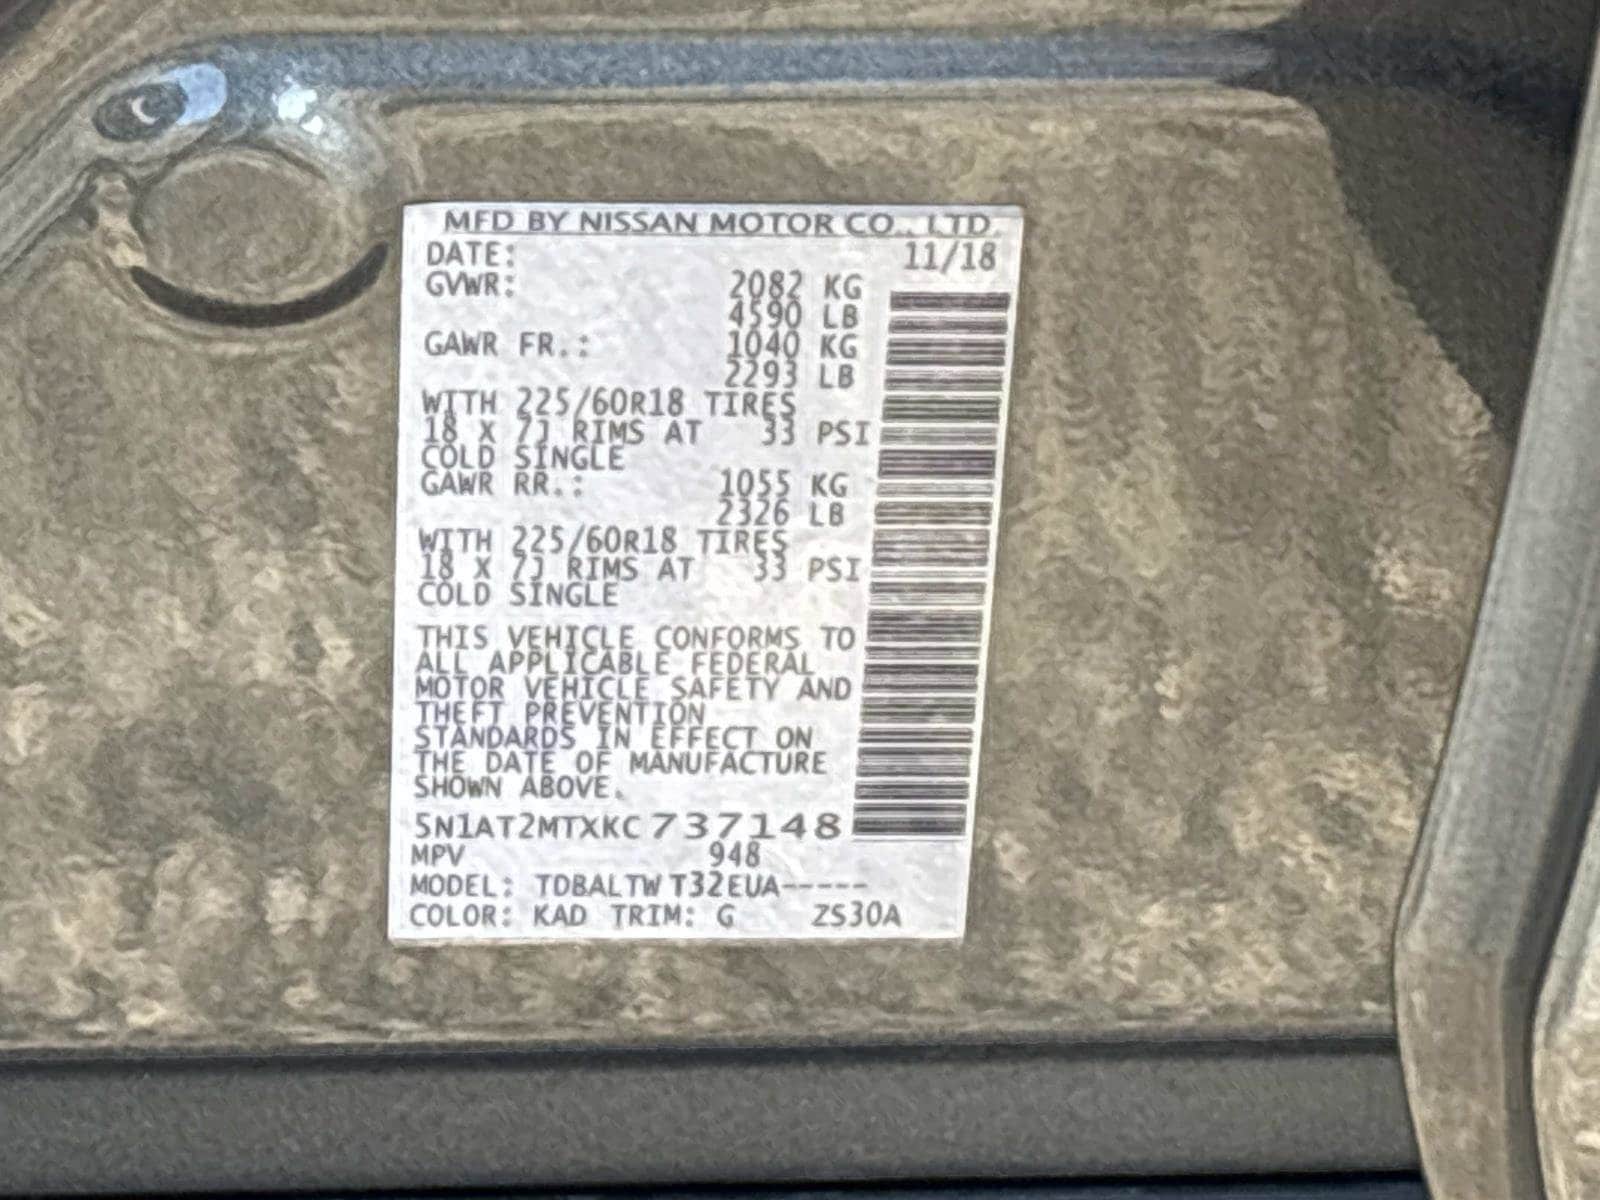 MFD BY NISSAN MOTOR CO., LTD.
DATE: 11/18
GVWR: 2082 KG
4590 LB
GAWR FR.: 1040 KG
2293 LB
WITH 225/60R18 TIRES
18 X 7J RIMS AT 33 PSI
COLD SINGLE
GAWR RR.: 1055 KG
2326 LB
WITH 225/60R18 TIRES
18 X 7J RIMS AT 33 PSI
COLD SINGLE
THIS VEHICLE CONFORMS TO
ALL APPLICABLE FEDERAL
MOTOR VEHICLE SAFETY AND
THEFT PREVENTION
STANDARDS IN EFFECT ON
THE DATE OF MANUFACTURE
SHOWN ABOVE.
5N1AT2MTXKC737148
MPV 948
MODEL: TDBALTWT32EUA-----
COLOR: KAD TRIM: G ZS30A